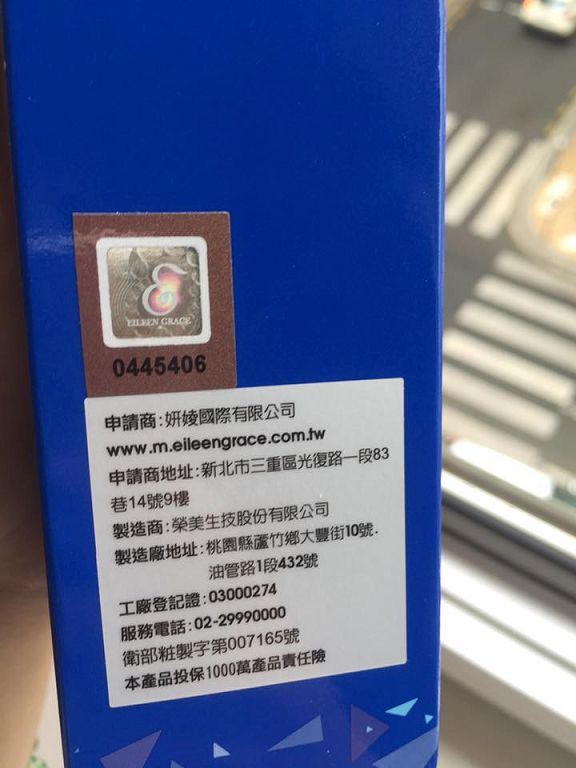 EILEEN GRACE
0445406
申請商:妍婈國際有限公司
www.m.eileengrace.com.tw
申請商地址:新北市三重區光復路一段83
巷14號9樓
製造商:榮美生技股份有限公司
製造廠地址:桃園縣蘆竹鄉大豐街10號.
油管路1段432號
工廠登記證:03000274
服務電話:02-29990000
衛部粧製字第007165號
本產品投保1000萬產品責任險